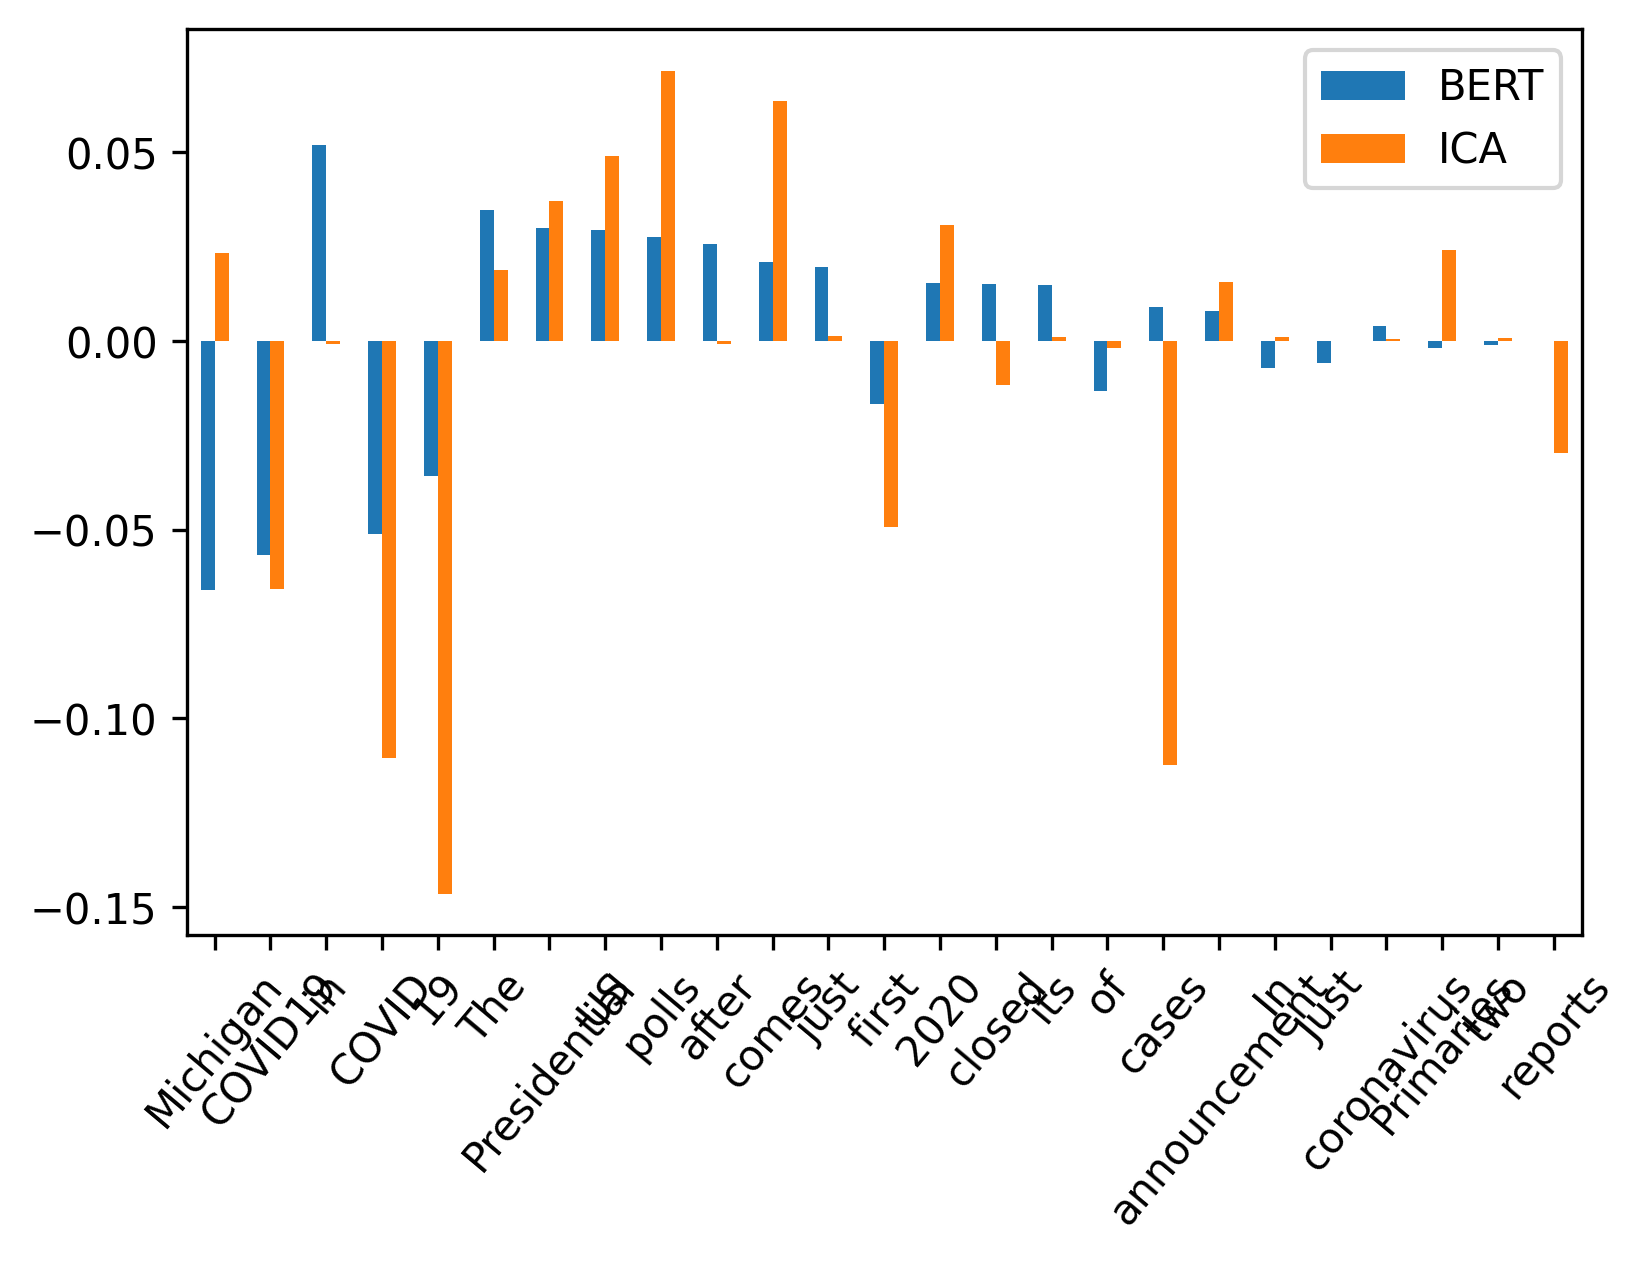 BERT
ICA
0.05
0.00
−0.05
−0.10
−0.15
Michigan
COVID19
in
COVID
19
The
Presidential
us
polls
after
comes
just
first
2020
closed
its
of
cases
announcement
In
just
coronavirus
Primaries
two
reports